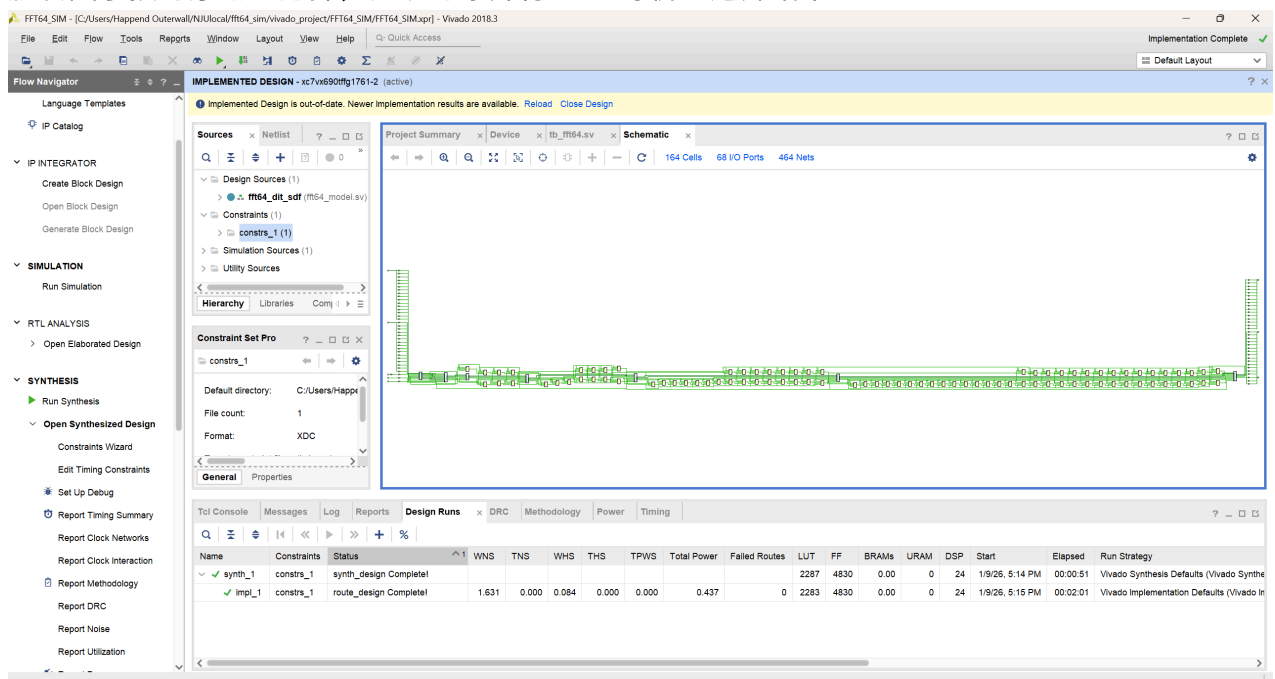 FFT64_SIM - [C:/Users/Happend Outerwall/NJUlocal/fft64_sim/vivado_project/FFT64_SIM/FFT64_SIM.xpr] - Vivado 2018.3
File Edit Flow Tools Reports Window Layout View Help Q- Quick Access Implementation Complete
Default Layout
Flow Navigator
IMPLEMENTED DESIGN - xc7vx690tffg1761-2 (active)
Language Templates
IP Catalog
IP INTEGRATOR
Create Block Design
Open Block Design
Generate Block Design
SIMULATION
Run Simulation
RTL ANALYSIS
Open Elaborated Design
SYNTHESIS
Run Synthesis
Open Synthesized Design
Constraints Wizard
Edit Timing Constraints
Set Up Debug
Report Timing Summary
Report Clock Networks
Report Clock Interaction
Report Methodology
Report DRC
Report Noise
Report Utilization
Implemented Design is out-of-date. Newer implementation results are available. Reload Close Design
Sources Netlist
0
Design Sources (1)
fft64_dit_sdf (fft64_model.sv)
Constraints (1)
constrs_1 (1)
Simulation Sources (1)
Utility Sources
Hierarchy Libraries
Constraint Set Pro
constrs_1
Default directory: C:/Users/Happe
File count: 1
Format: XDC
General Properties
Project Summary Device tb_fft64.sv Schematic
164 Cells 68 I/O Ports 464 Nets
Tcl Console Messages Log Reports Design Runs DRC Methodology Power Timing
Name Constraints Status 1 WNS TNS WHS THS TPWS Total Power Failed Routes LUT FF BRAMs URAM DSP Start Elapsed Run Strategy
synth_1 constrs_1 synth_design Complete! 2287 4830 0.00 0 24 1/9/26, 5:14 PM 00:00:51 Vivado Synthesis Defaults (Vivado Synthe
impl_1 constrs_1 route_design Complete! 1.631 0.000 0.084 0.000 0.000 0.437 0 2283 4830 0.00 0 24 1/9/26, 5:15 PM 00:02:01 Vivado Implementation Defaults (Vivado Im